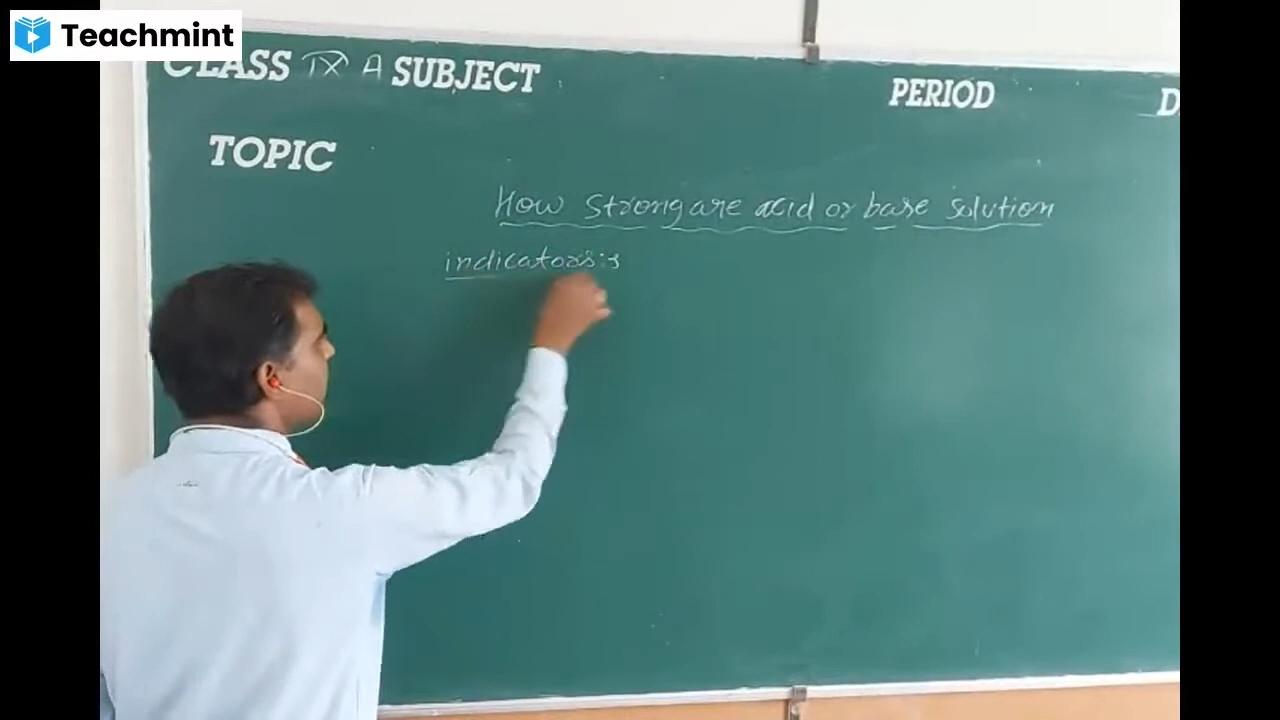 Teachmint
CLASS IX A SUBJECT
PERIOD
D
TOPIC
How strong are acid or base solution
indicators:s